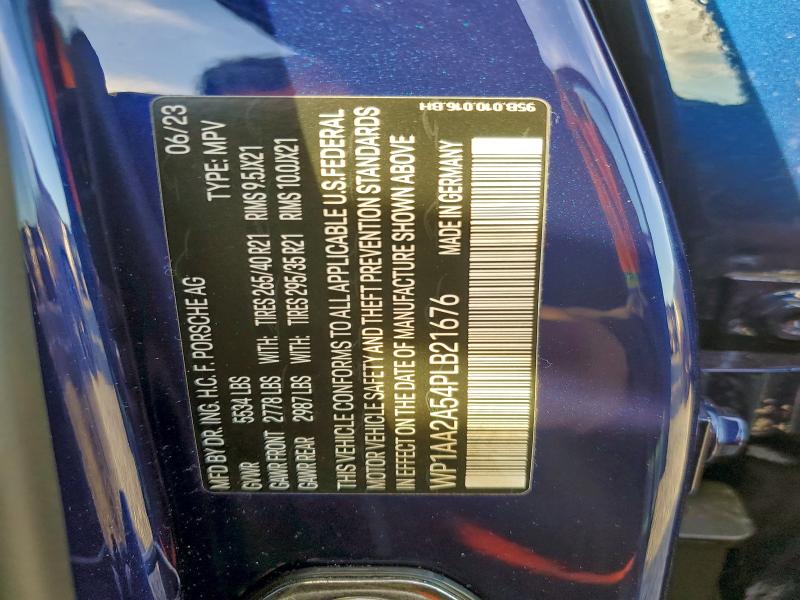 MFD BY DR. ING. H.C. F. PORSCHE AG 06/23
GVWR 5534 LBS TYPE: MPV
GAWR FRONT 2778 LBS WITH: TIRES 265/40 R21 RIMS 9.5JX21
GAWR REAR 2987 LBS WITH: TIRES 295/35 R21 RIMS 10.0JX21
THIS VEHICLE CONFORMS TO ALL APPLICABLE U.S. FEDERAL
MOTOR VEHICLE SAFETY AND THEFT PREVENTION STANDARDS
IN EFFECT ON THE DATE OF MANUFACTURE SHOWN ABOVE
WP1AA2A54PLB21676 MADE IN GERMANY
95B.010.016.BH